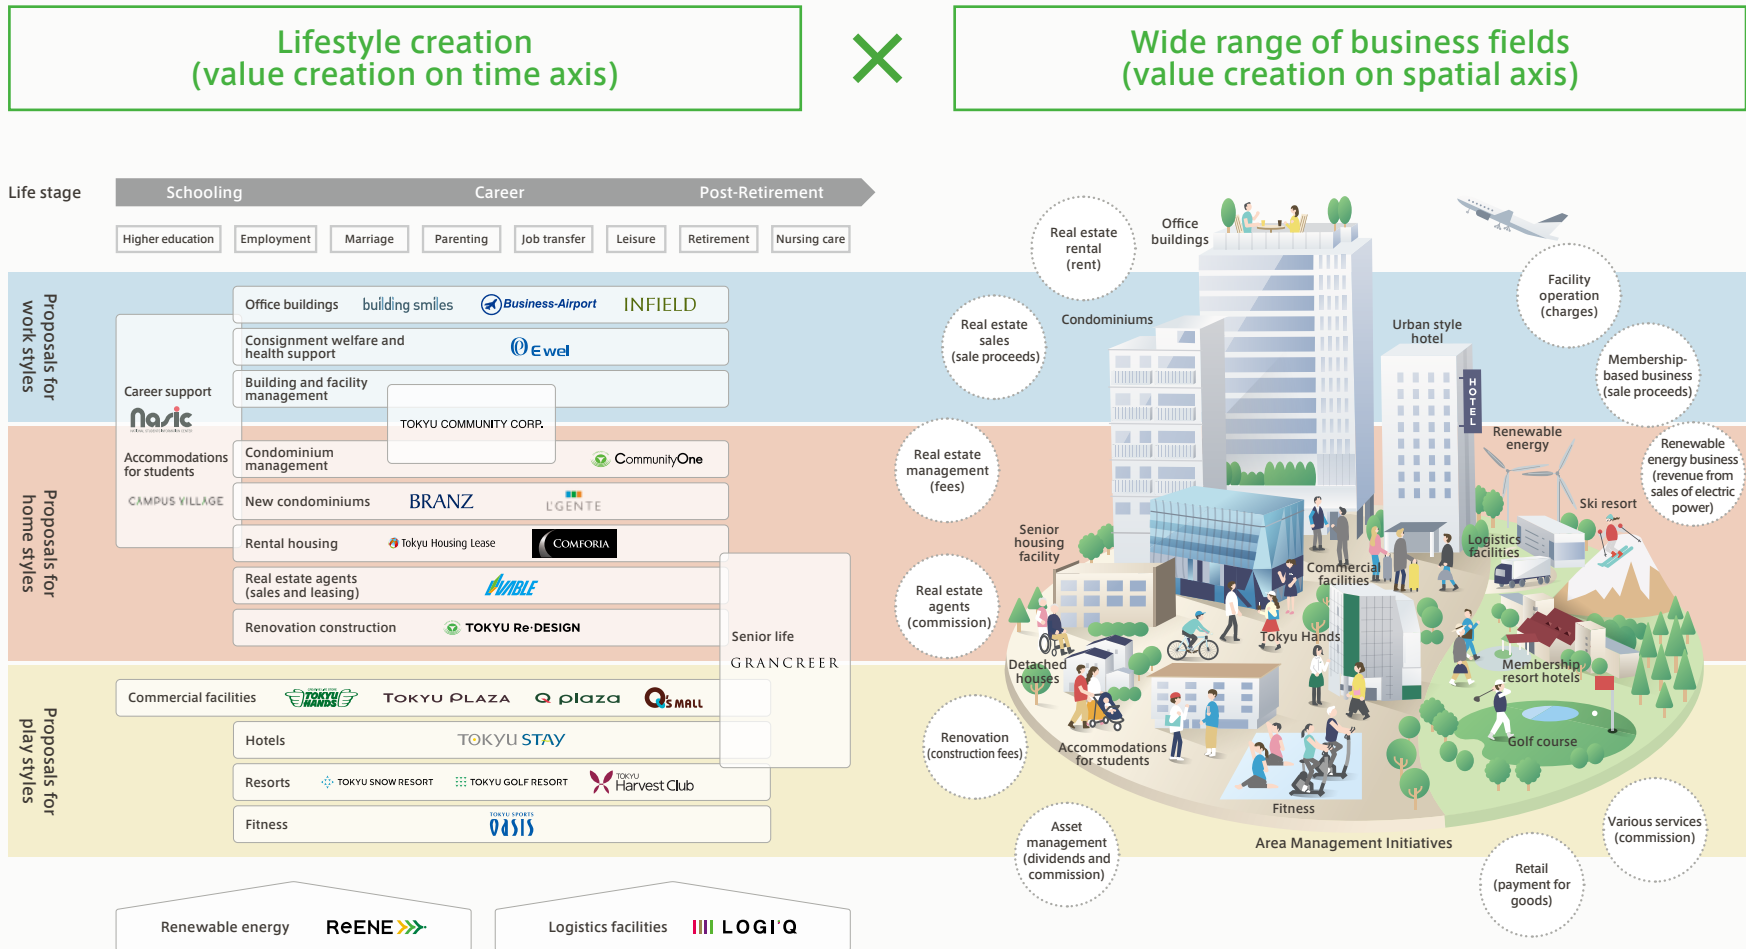 Lifestyle creation
(value creation on time axis)
Wide range of business fields
(value creation on spatial axis)
Life stage
Schooling
Career
Post-Retirement
Higher education
Employment
Marriage
Parenting
Job transfer
Leisure
Retirement
Nursing care
Proposals for
work styles
Office buildings
building smiles
Business-Airport
INFIELD
Consignment welfare and
health support
Ewel
Building and facility
management
TOKYU COMMUNITY CORP.
Career support
Nasic
Accommodations
for students
CAMPUS VILLAGE
Proposals for
home styles
Condominium
management
CommunityOne
New condominiums
BRANZ
L'GENTE
Rental housing
Tokyu Housing Lease
COMFORIA
Real estate agents
(sales and leasing)
LIVABLE
Renovation construction
TOKYU Re·DESIGN
Senior life
GRANCREER
Proposals for
play styles
Commercial facilities
TOKYU
HANDS
TOKYU PLAZA
Q plaza
Q'S MALL
Hotels
TOKYU STAY
Resorts
TOKYU SNOW RESORT
TOKYU GOLF RESORT
TOKYU
Harvest Club
Fitness
TOKYU SPORTS
OASIS
Renewable energy
ReENE
Logistics facilities
LOGI'Q
Real estate
rental
(rent)
Office
buildings
Facility
operation
(charges)
Real estate
sales
(sale proceeds)
Condominiums
Urban style
hotel
HOTEL
Membership-
based business
(sale proceeds)
Real estate
management
(fees)
Renewable
energy
Renewable
energy business
(revenue from
sales of electric
power)
Senior
housing
facility
Ski resort
Logistics
facilities
Commercial
facilities
Real estate
agents
(commission)
Tokyu Hands
Detached
houses
Membership
resort hotels
Renovation
(construction fees)
Accommodations
for students
Golf course
Fitness
Asset
management
(dividends and
commission)
Area Management Initiatives
Various services
(commission)
Retail
(payment for
goods)